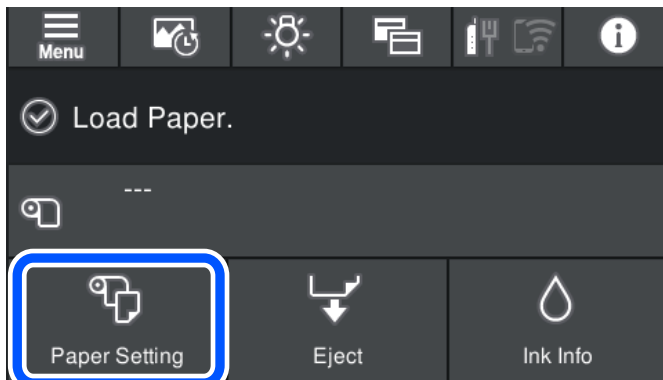 Menu
Load Paper.
---
Paper Setting
Eject
Ink Info